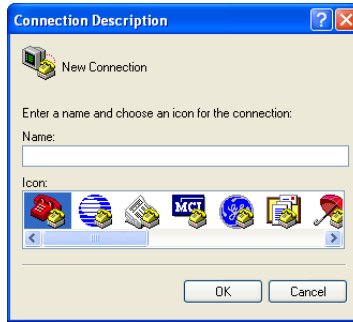 Connection Description
New Connection
Enter a name and choose an icon for the connection:
Name:
Icon:
MCI
OK
Cancel